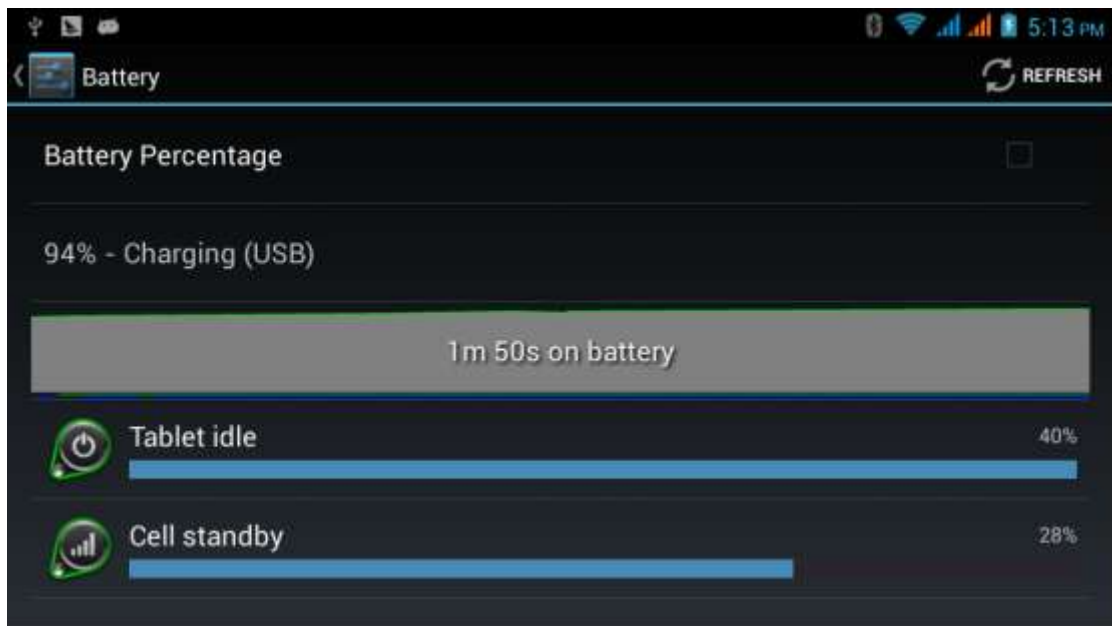 5:13 PM
Battery
REFRESH
Battery Percentage
94% - Charging (USB)
1m 50s on battery
Tablet idle
40%
Cell standby
28%